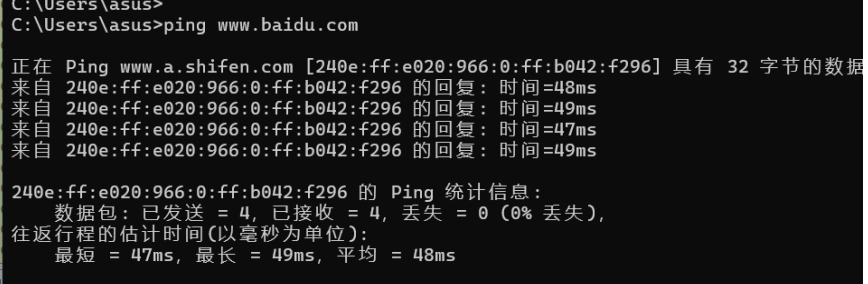 C:\Users\asus>
C:\Users\asus>ping www.baidu.com
正在 Ping www.a.shifen.com [240e:ff:e020:966:0:ff:b042:f296] 具有 32 字节的数据
来自 240e:ff:e020:966:0:ff:b042:f296 的回复: 时间=48ms
来自 240e:ff:e020:966:0:ff:b042:f296 的回复: 时间=49ms
来自 240e:ff:e020:966:0:ff:b042:f296 的回复: 时间=47ms
来自 240e:ff:e020:966:0:ff:b042:f296 的回复: 时间=49ms
240e:ff:e020:966:0:ff:b042:f296 的 Ping 统计信息:
数据包: 已发送 = 4, 已接收 = 4, 丢失 = 0 (0% 丢失),
往返行程的估计时间(以毫秒为单位):
最短 = 47ms, 最长 = 49ms, 平均 = 48ms